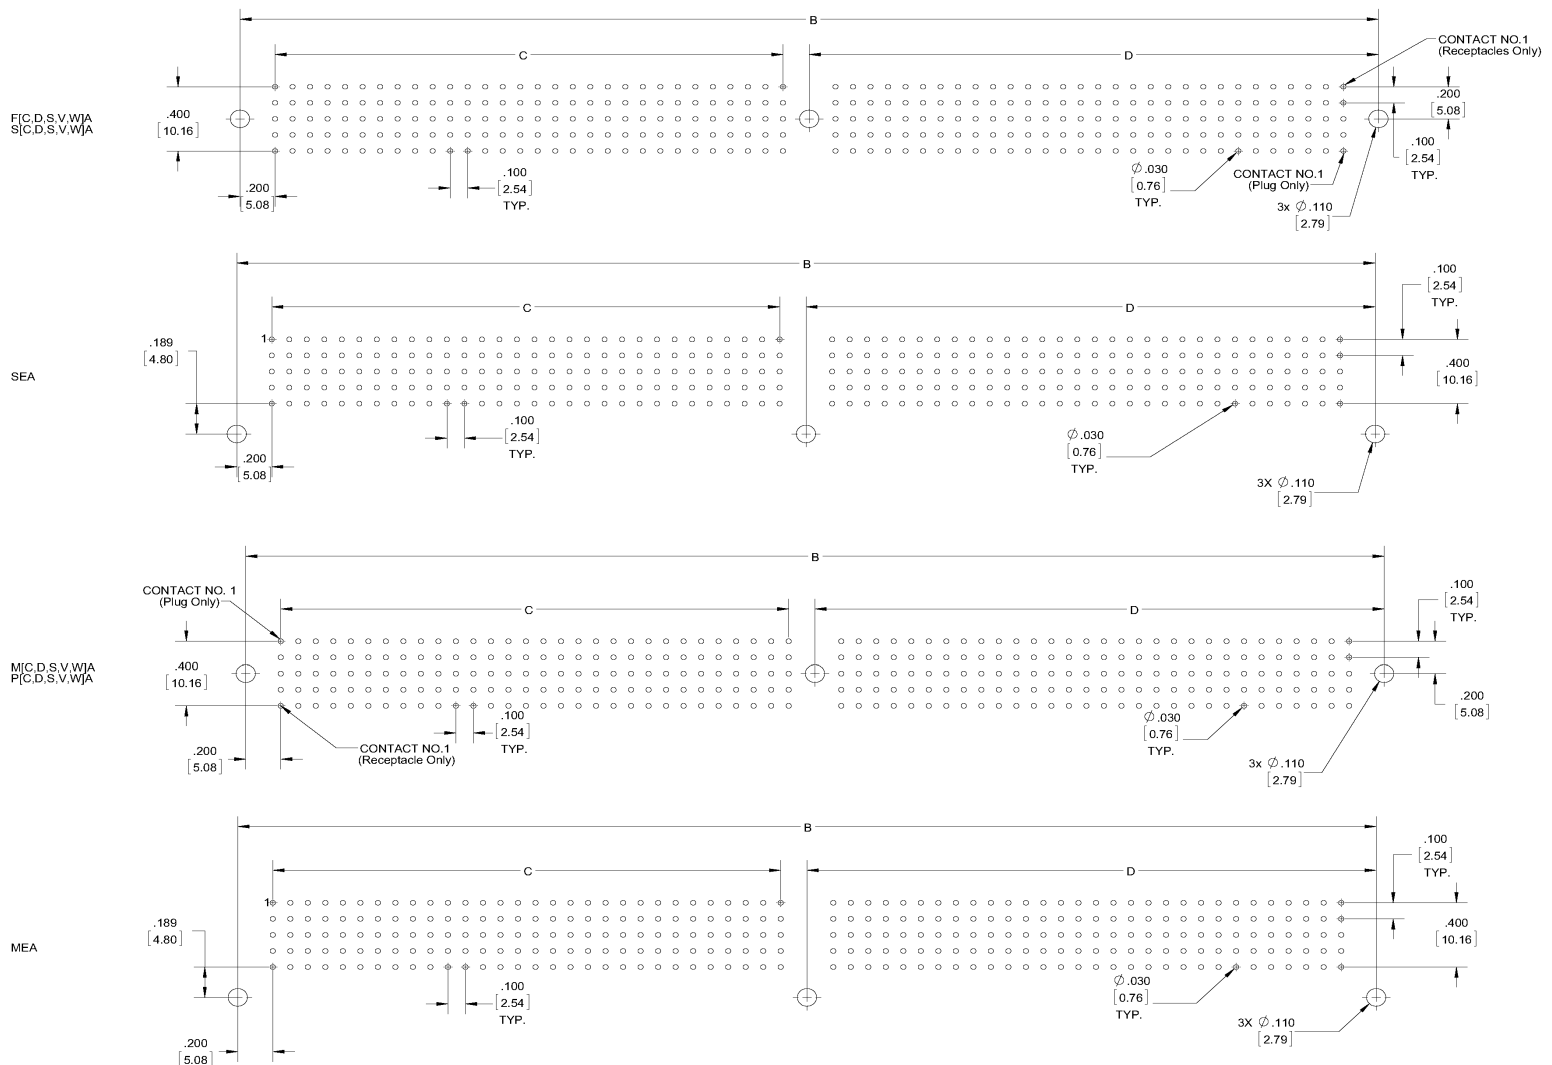 B
C
D
CONTACT NO.1
(Receptacles Only)
F[C,D,S,V,W]A
S[C,D,S,V,W]A
.400
[10.16]
.200
[5.08]
.100
[2.54]
TYP.
.200
[5.08]
.100
[2.54]
TYP.
Ø.030
[0.76]
TYP.
CONTACT NO.1
(Plug Only)
3x Ø.110
[2.79]
B
.100
[2.54]
TYP.
C
D
.189
[4.80]
1
SEA
.400
[10.16]
.100
[2.54]
TYP.
.200
[5.08]
Ø.030
[0.76]
TYP.
3X Ø.110
[2.79]
B
CONTACT NO. 1
(Plug Only)
C
D
.100
[2.54]
TYP.
M[C,D,S,V,W]A
P[C,D,S,V,W]A
.400
[10.16]
.200
[5.08]
.100
[2.54]
TYP.
Ø.030
[0.76]
TYP.
.200
[5.08]
CONTACT NO.1
(Receptacle Only)
3x Ø.110
[2.79]
B
.100
[2.54]
TYP.
C
D
1
.189
[4.80]
MEA
.400
[10.16]
.100
[2.54]
TYP.
Ø.030
[0.76]
TYP.
3X Ø.110
[2.79]
.200
[5.08]